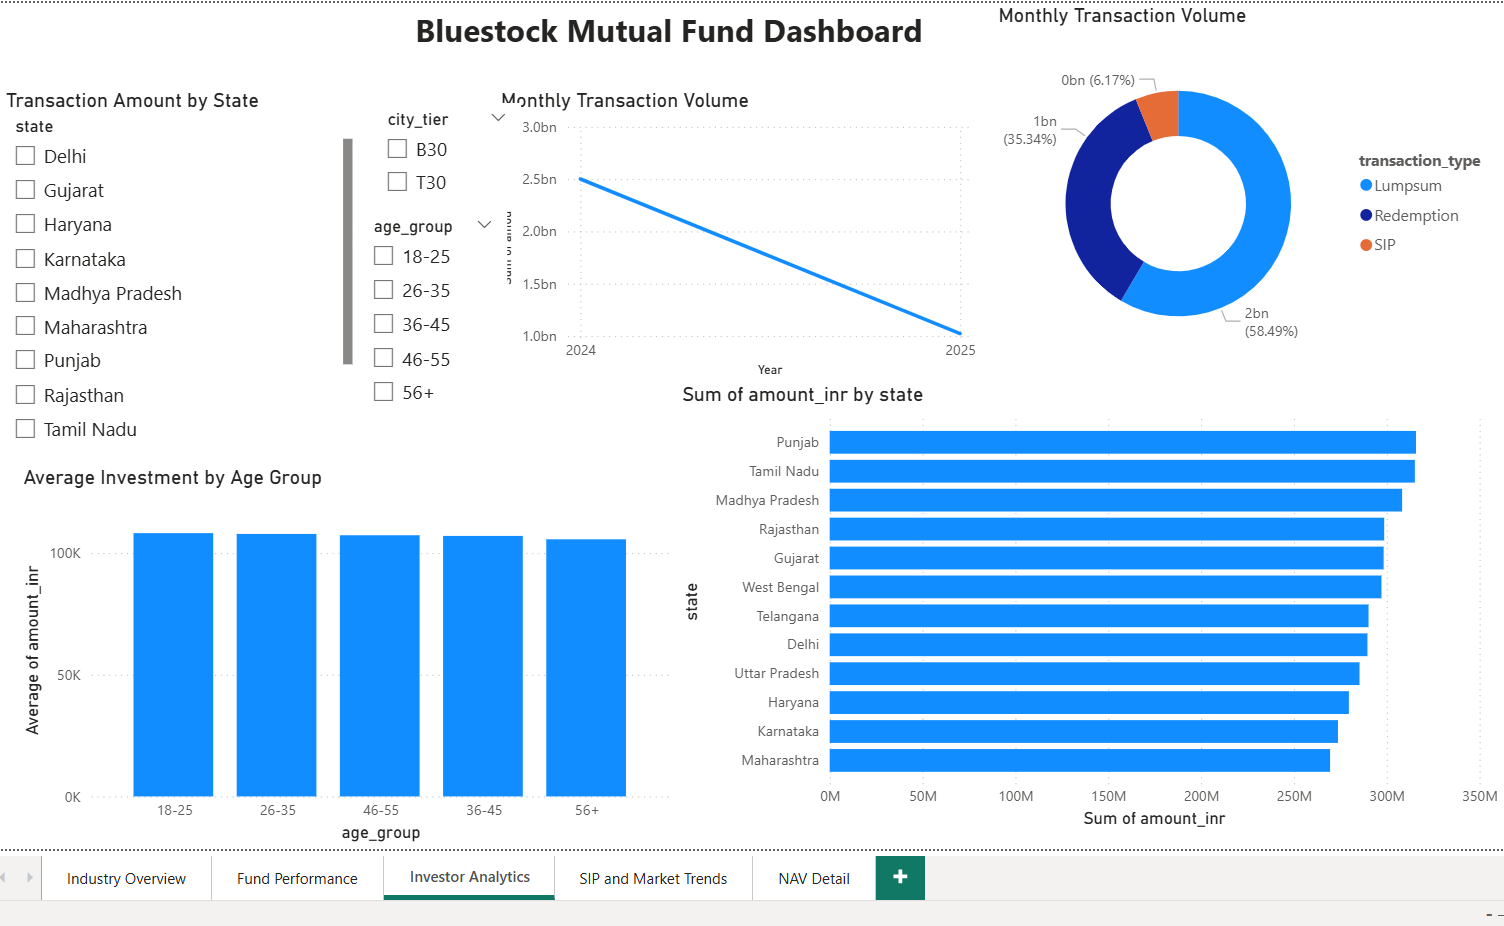 Bluestock Mutual Fund Dashboard
Transaction Amount by State
state
Delhi
Gujarat
Haryana
Karnataka
Madhya Pradesh
Maharashtra
Punjab
Rajasthan
Tamil Nadu
city_tier
B30
T30
age_group
18-25
26-35
36-45
46-55
56+
Monthly Transaction Volume
3.0bn
2.5bn
2.0bn
1.5bn
1.0bn
2024
2025
Year
Monthly Transaction Volume
0bn (6.17%)
1bn
(35.34%)
2bn
(58.49%)
transaction_type
Lumpsum
Redemption
SIP
Average Investment by Age Group
Average of amount_inr
100K
50K
0K
18-25
26-35
46-55
36-45
56+
age_group
Sum of amount_inr by state
state
Punjab
Tamil Nadu
Madhya Pradesh
Rajasthan
Gujarat
West Bengal
Telangana
Delhi
Uttar Pradesh
Haryana
Karnataka
Maharashtra
0M
50M
100M
150M
200M
250M
300M
350M
Sum of amount_inr
Industry Overview
Fund Performance
Investor Analytics
SIP and Market Trends
NAV Detail
+